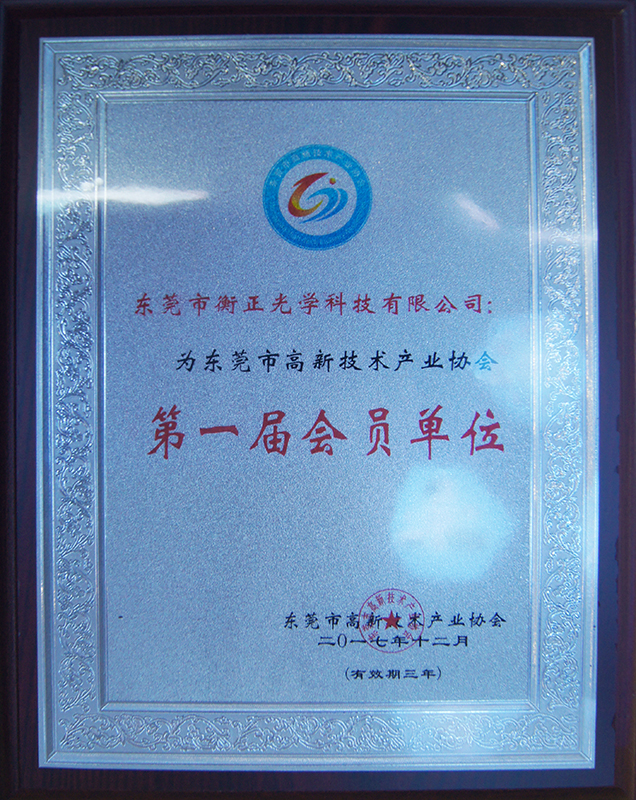 东莞市衡正光学科技有限公司：
为东莞市高新技术产业协会
第一届会员单位
东莞市高新技术产业协会
二〇一七年十二月
(有效期三年)